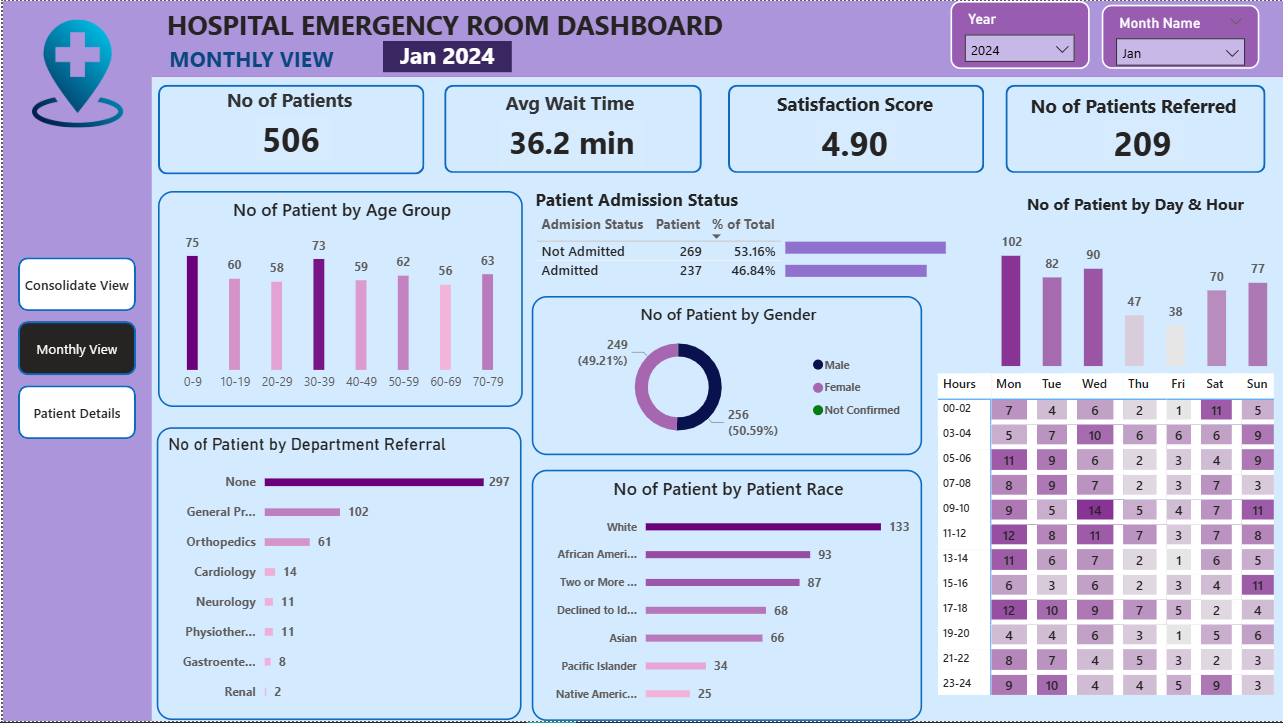 HOSPITAL EMERGENCY ROOM DASHBOARD
MONTHLY VIEW
Jan 2024
Year
2024
Month Name
Jan
No of Patients
506
Avg Wait Time
36.2 min
Satisfaction Score
4.90
No of Patients Referred
209
Consolidate View
Monthly View
Patient Details
No of Patient by Age Group
75 60 58 73 59 62 56 63
0-9 10-19 20-29 30-39 40-49 50-59 60-69 70-79
No of Patient by Department Referral
None 297
General Pr... 102
Orthopedics 61
Cardiology 14
Neurology 11
Physiother... 11
Gastroente... 8
Renal 2
Patient Admission Status
Admision Status Patient % of Total
Not Admitted 269 53.16%
Admitted 237 46.84%
No of Patient by Gender
249
(49.21%)
256
(50.59%)
Male
Female
Not Confirmed
No of Patient by Patient Race
White 133
African Ameri... 93
Two or More ... 87
Declined to Id... 68
Asian 66
Pacific Islander 34
Native Americ... 25
No of Patient by Day & Hour
102 82 90 47 38 70 77
Hours Mon Tue Wed Thu Fri Sat Sun
00-02 7 4 6 2 1 11 5
03-04 5 7 10 6 6 6 9
05-06 11 9 6 2 3 4 9
07-08 8 9 7 2 3 7 3
09-10 9 5 14 5 4 7 11
11-12 12 8 11 7 3 7 8
13-14 11 6 7 2 1 6 5
15-16 6 3 6 2 3 4 11
17-18 12 10 9 7 5 2 4
19-20 4 4 6 3 1 5 6
21-22 8 7 4 5 3 2 3
23-24 9 10 4 4 5 9 3